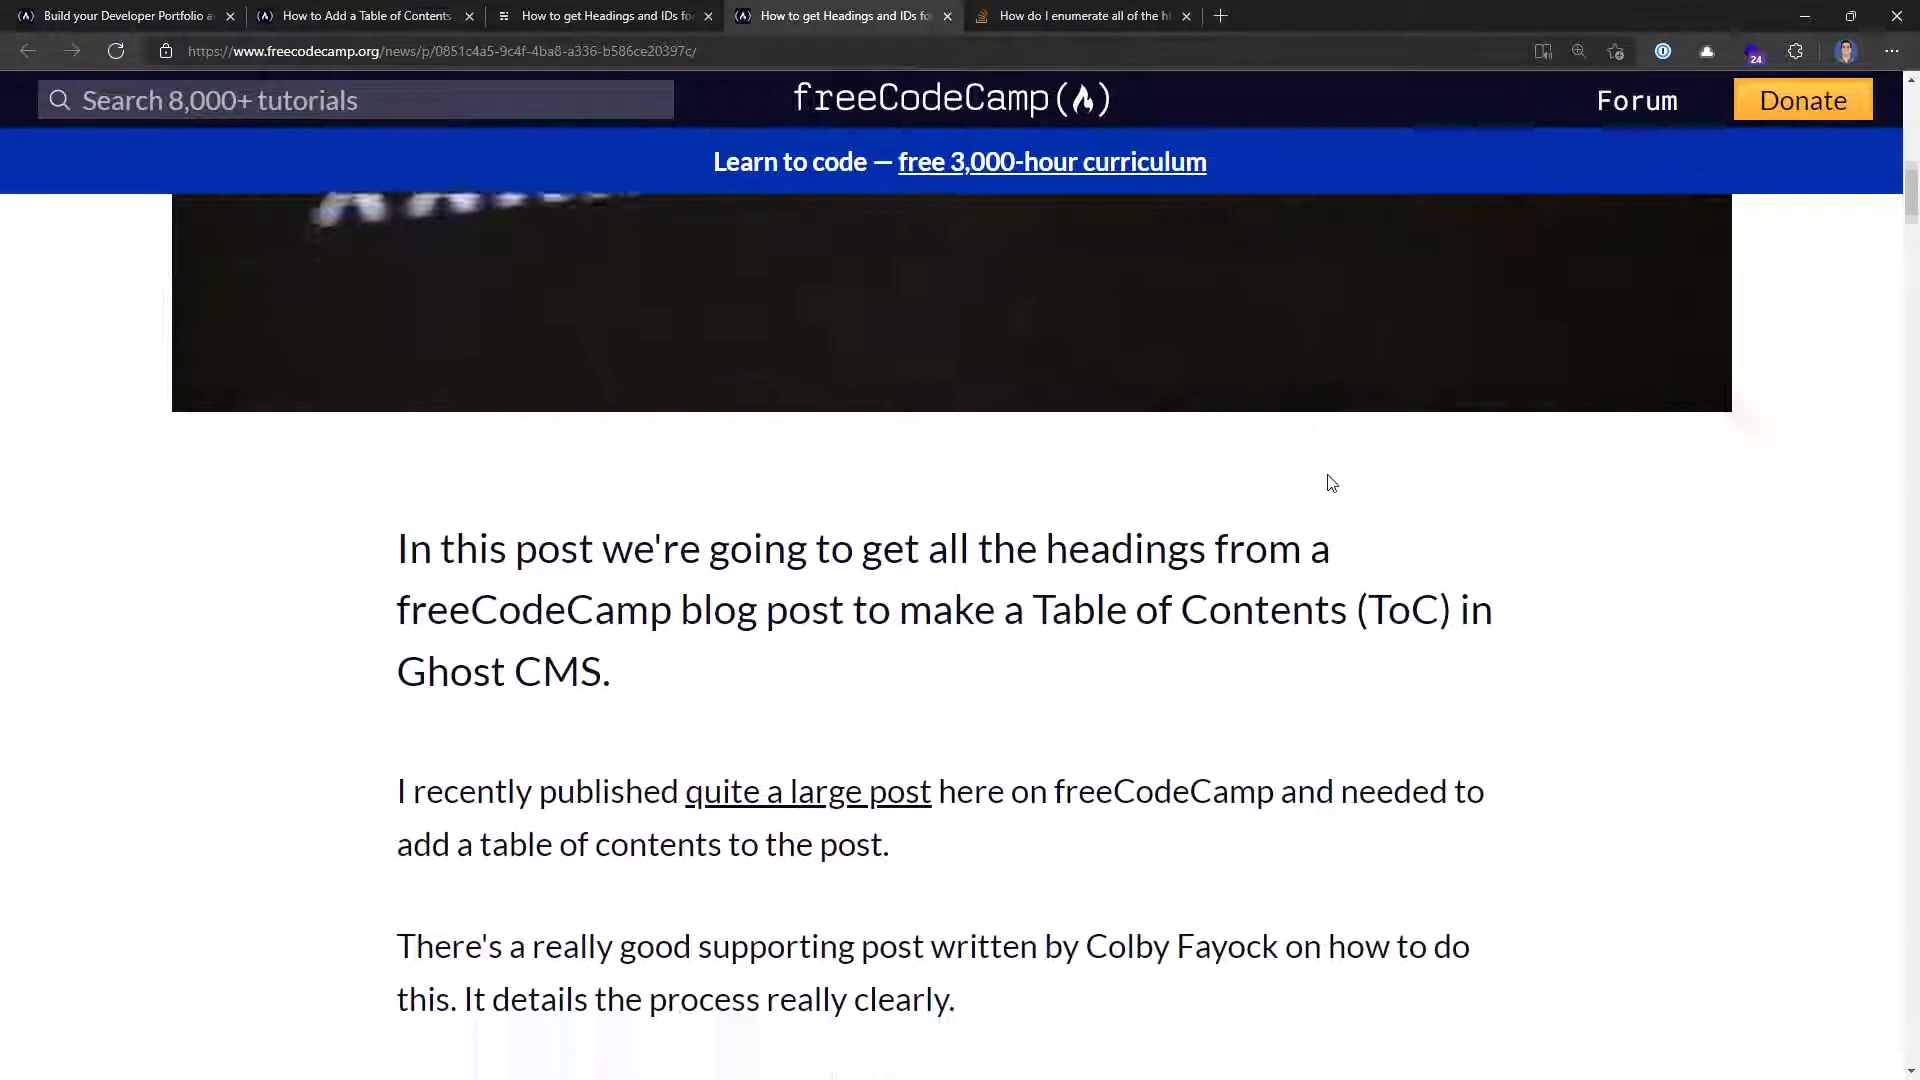 Build your Developer Portfolio a
How to Add a Table of Contents
How to get Headings and IDs fo
How to get Headings and IDs fo
How do I enumerate all of the h
https://www.freecodecamp.org/news/p/0851c4a5-9c4f-4ba8-a336-b586ce20397c/
24
Search 8,000+ tutorials
freeCodeCamp
Forum
Donate
Learn to code — free 3,000-hour curriculum
In this post we're going to get all the headings from a
freeCodeCamp blog post to make a Table of Contents (ToC) in
Ghost CMS.
I recently published quite a large post here on freeCodeCamp and needed to
add a table of contents to the post.
There's a really good supporting post written by Colby Fayock on how to do
this. It details the process really clearly.